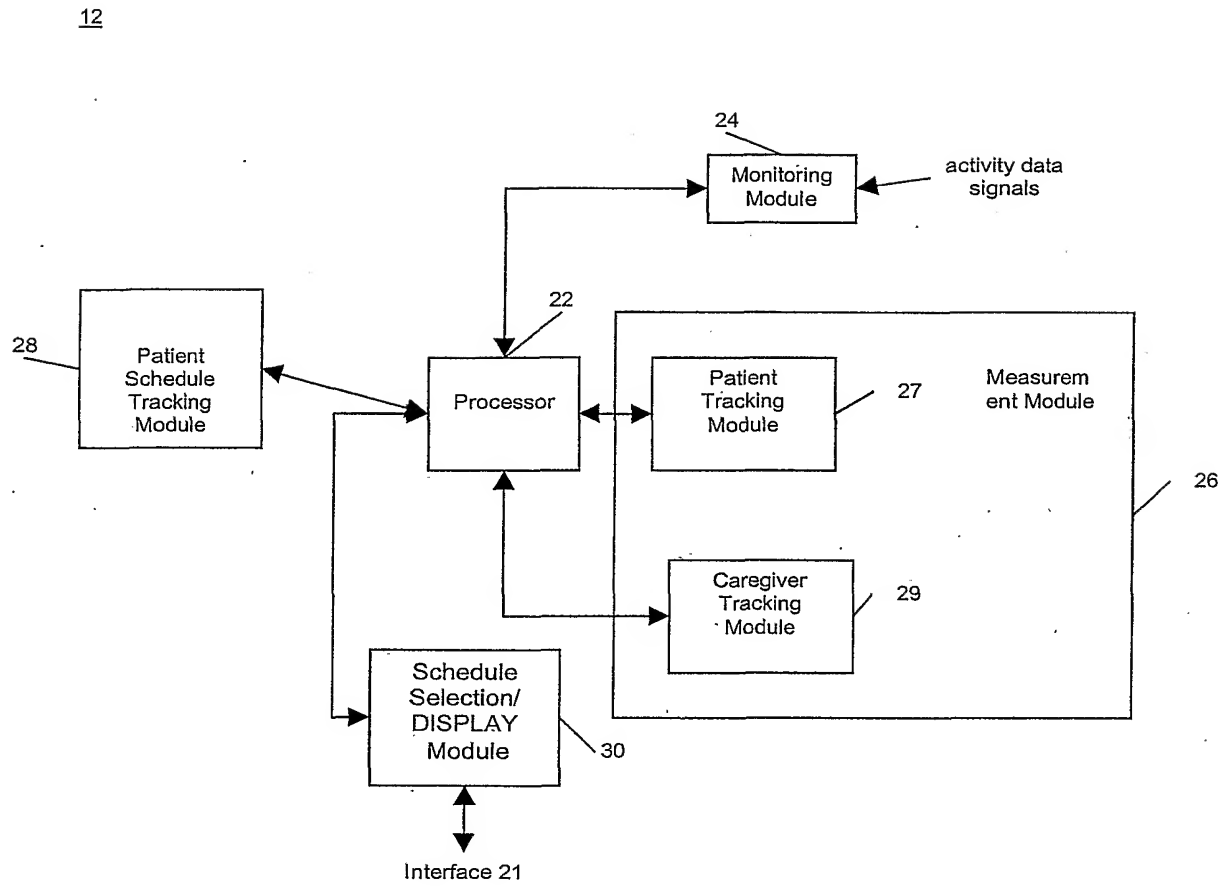 12
24
Monitoring
Module
activity data
signals
22
28
Patient
Schedule
Tracking
Module
Processor
Patient
Tracking
Module
27
Measurem
ent Module
26
Caregiver
Tracking
Module
29
Schedule
Selection/
DISPLAY
Module
30
Interface 21